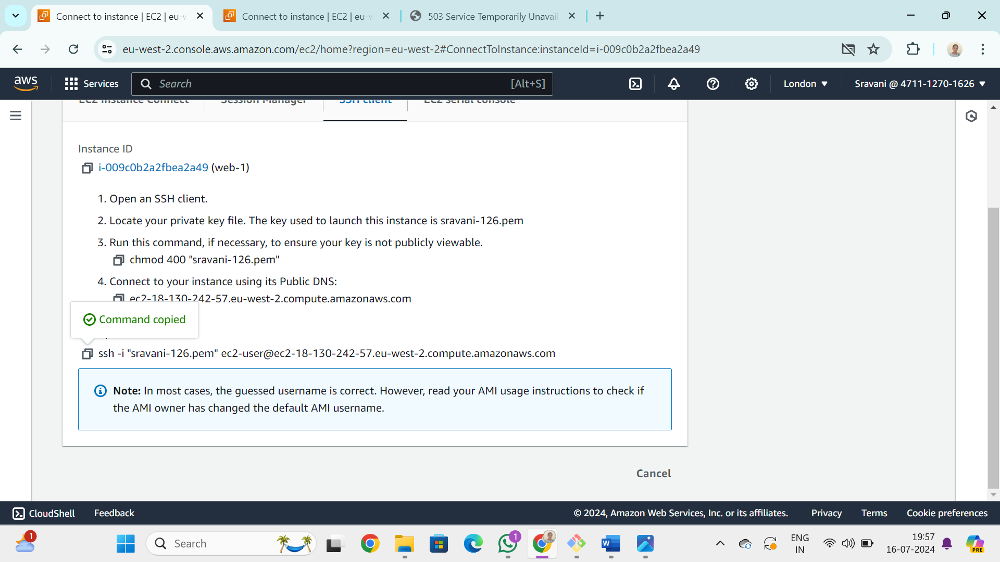 Connect to instance | EC2 | eu-w
Connect to instance | EC2 | eu-w
503 Service Temporarily Unavail
eu-west-2.console.aws.amazon.com/ec2/home?region=eu-west-2#ConnectToInstance:instanceId=i-009c0b2a2fbea2a49
aws
Services
Search
[Alt+S]
London
Sravani @ 4711-1270-1626
EC2 Instance Connect
Session Manager
SSH client
EC2 serial console
Instance ID
i-009c0b2a2fbea2a49 (web-1)
1. Open an SSH client.
2. Locate your private key file. The key used to launch this instance is sravani-126.pem
3. Run this command, if necessary, to ensure your key is not publicly viewable.
chmod 400 "sravani-126.pem"
4. Connect to your instance using its Public DNS:
ec2-18-130-242-57.eu-west-2.compute.amazonaws.com
Command copied
ssh -i "sravani-126.pem" ec2-user@ec2-18-130-242-57.eu-west-2.compute.amazonaws.com
Note: In most cases, the guessed username is correct. However, read your AMI usage instructions to check if
the AMI owner has changed the default AMI username.
Cancel
CloudShell
Feedback
© 2024, Amazon Web Services, Inc. or its affiliates.
Privacy
Terms
Cookie preferences
1
Search
1
W
ENG
IN
19:57
16-07-2024
PRE